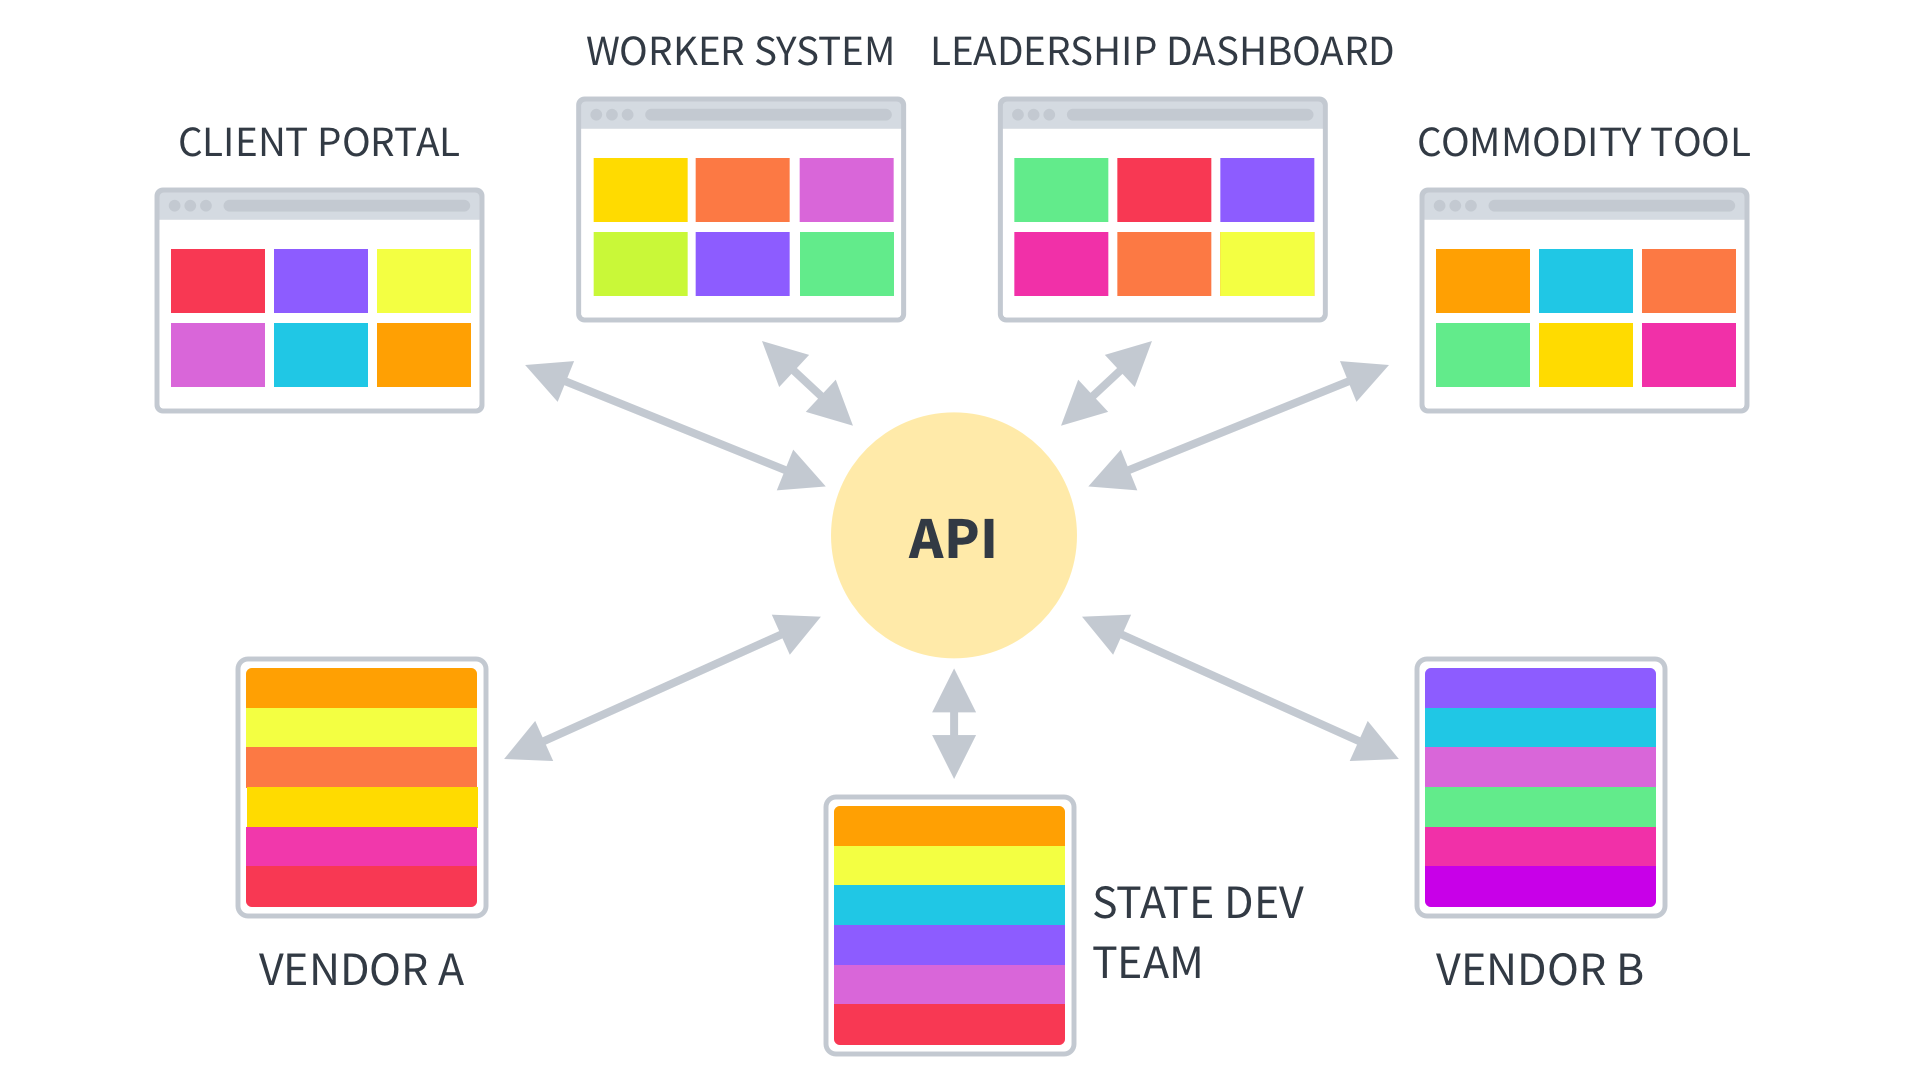 WORKER SYSTEM
LEADERSHIP DASHBOARD
CLIENT PORTAL
COMMODITY TOOL
API
STATE DEV
TEAM
VENDOR A
VENDOR B